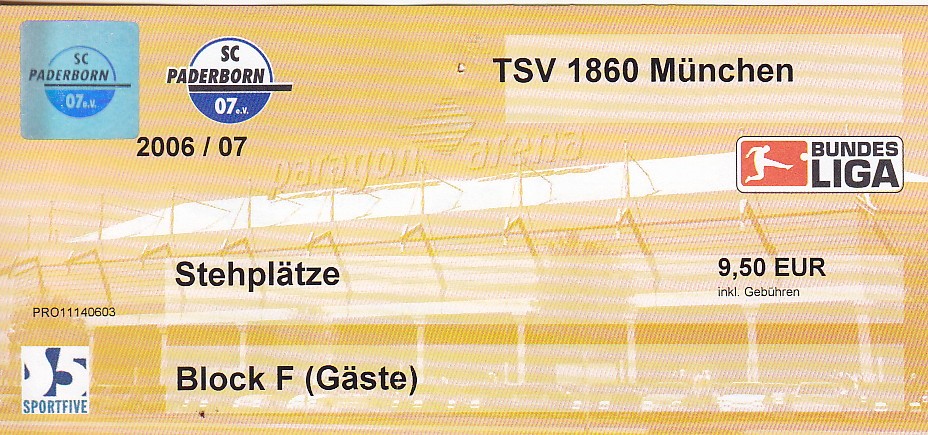 SC
PADERBORN
07 e.V.
SC
PADERBORN
07 e.V.
2006 / 07
TSV 1860 München
paragon arena
BUNDES
LIGA
Stehplätze
9,50 EUR
inkl. Gebühren
PRO11140603
SPORTFIVE
Block F (Gäste)